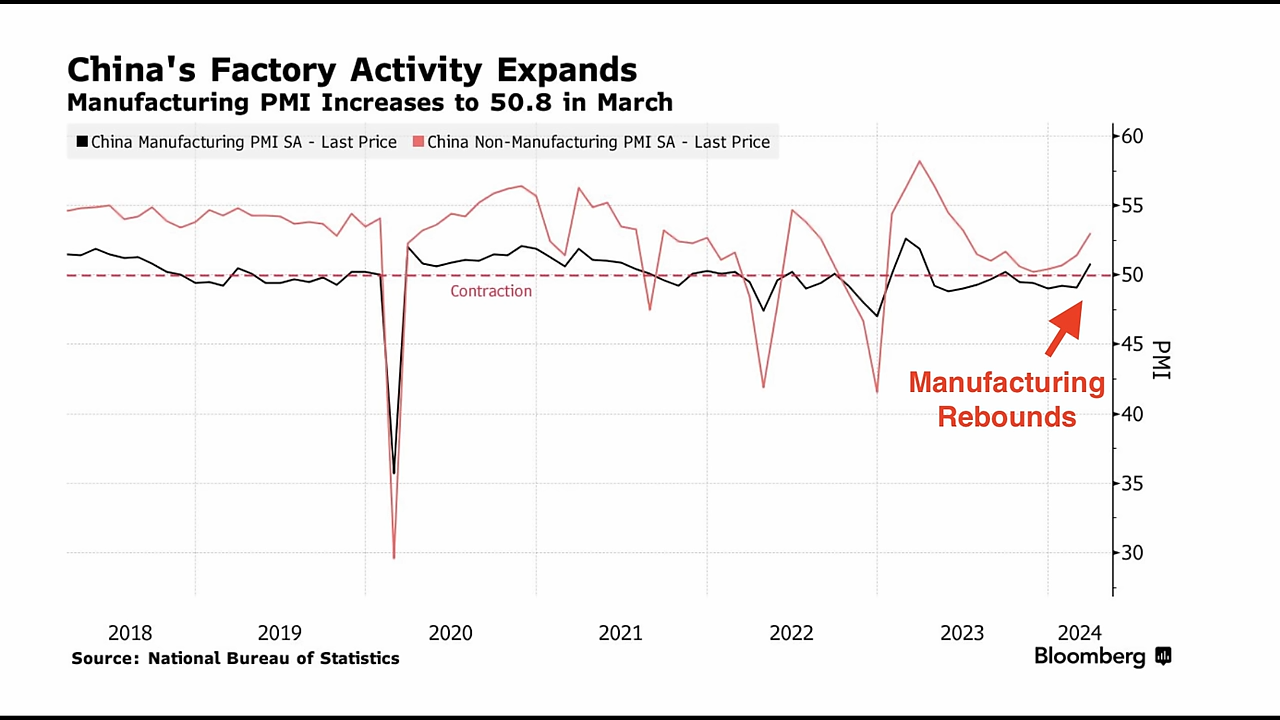 China's Factory Activity Expands
Manufacturing PMI Increases to 50.8 in March
China Manufacturing PMI SA - Last Price China Non-Manufacturing PMI SA - Last Price
60
55
50
Contraction
45
PMI
Manufacturing
Rebounds
40
35
30
2018 2019 2020 2021 2022 2023 2024
Source: National Bureau of Statistics
Bloomberg